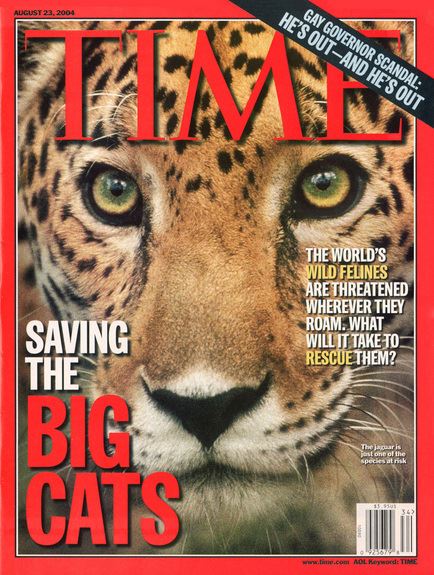 AUGUST 23, 2004
GAY GOVERNOR SCANDAL:
HE'S OUT—AND HE'S OUT
TIME
THE WORLD'S
WILD FELINES
ARE THREATENED
WHEREVER THEY
ROAM. WHAT
WILL IT TAKE TO
RESCUE THEM?
SAVING
THE
BIG
CATS
The jaguar is
just one of the
species at risk
$3.95US
34
www.time.com AOL Keyword: TIME